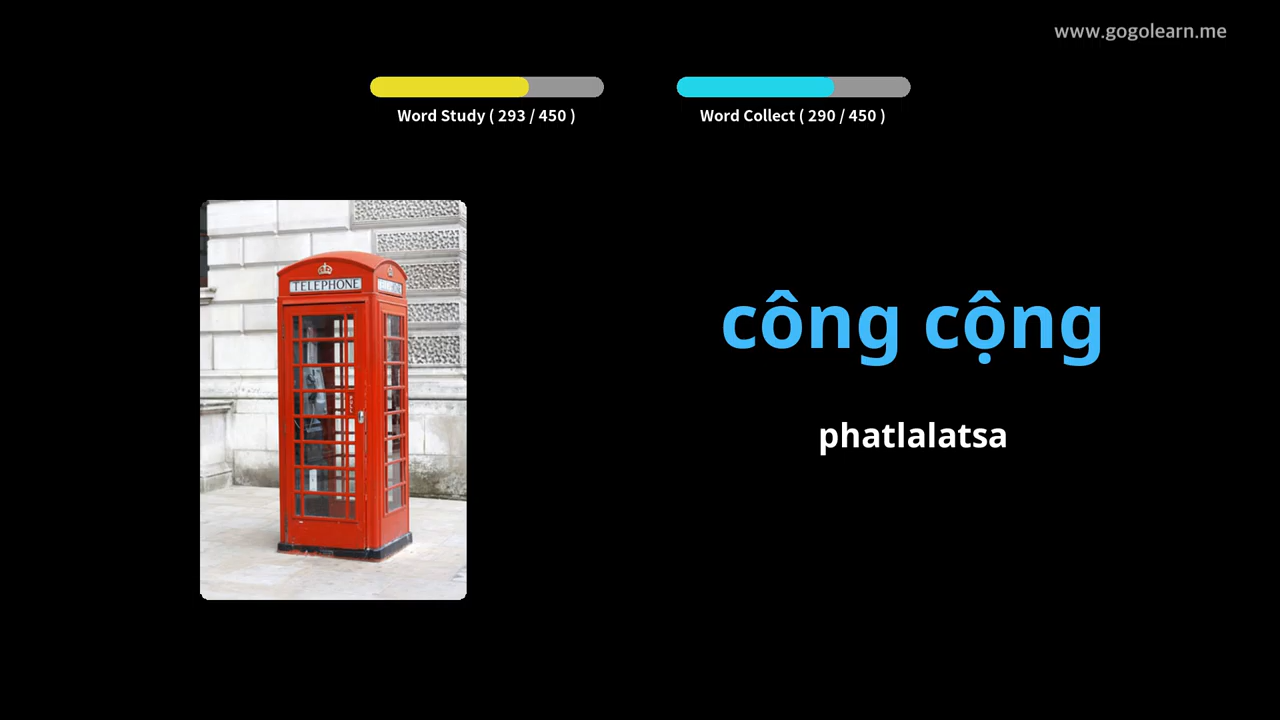 www.gogolearn.me
Word Study ( 293 / 450 )
Word Collect ( 290 / 450 )
TELEPHONE
công cộng
phatlalatsa